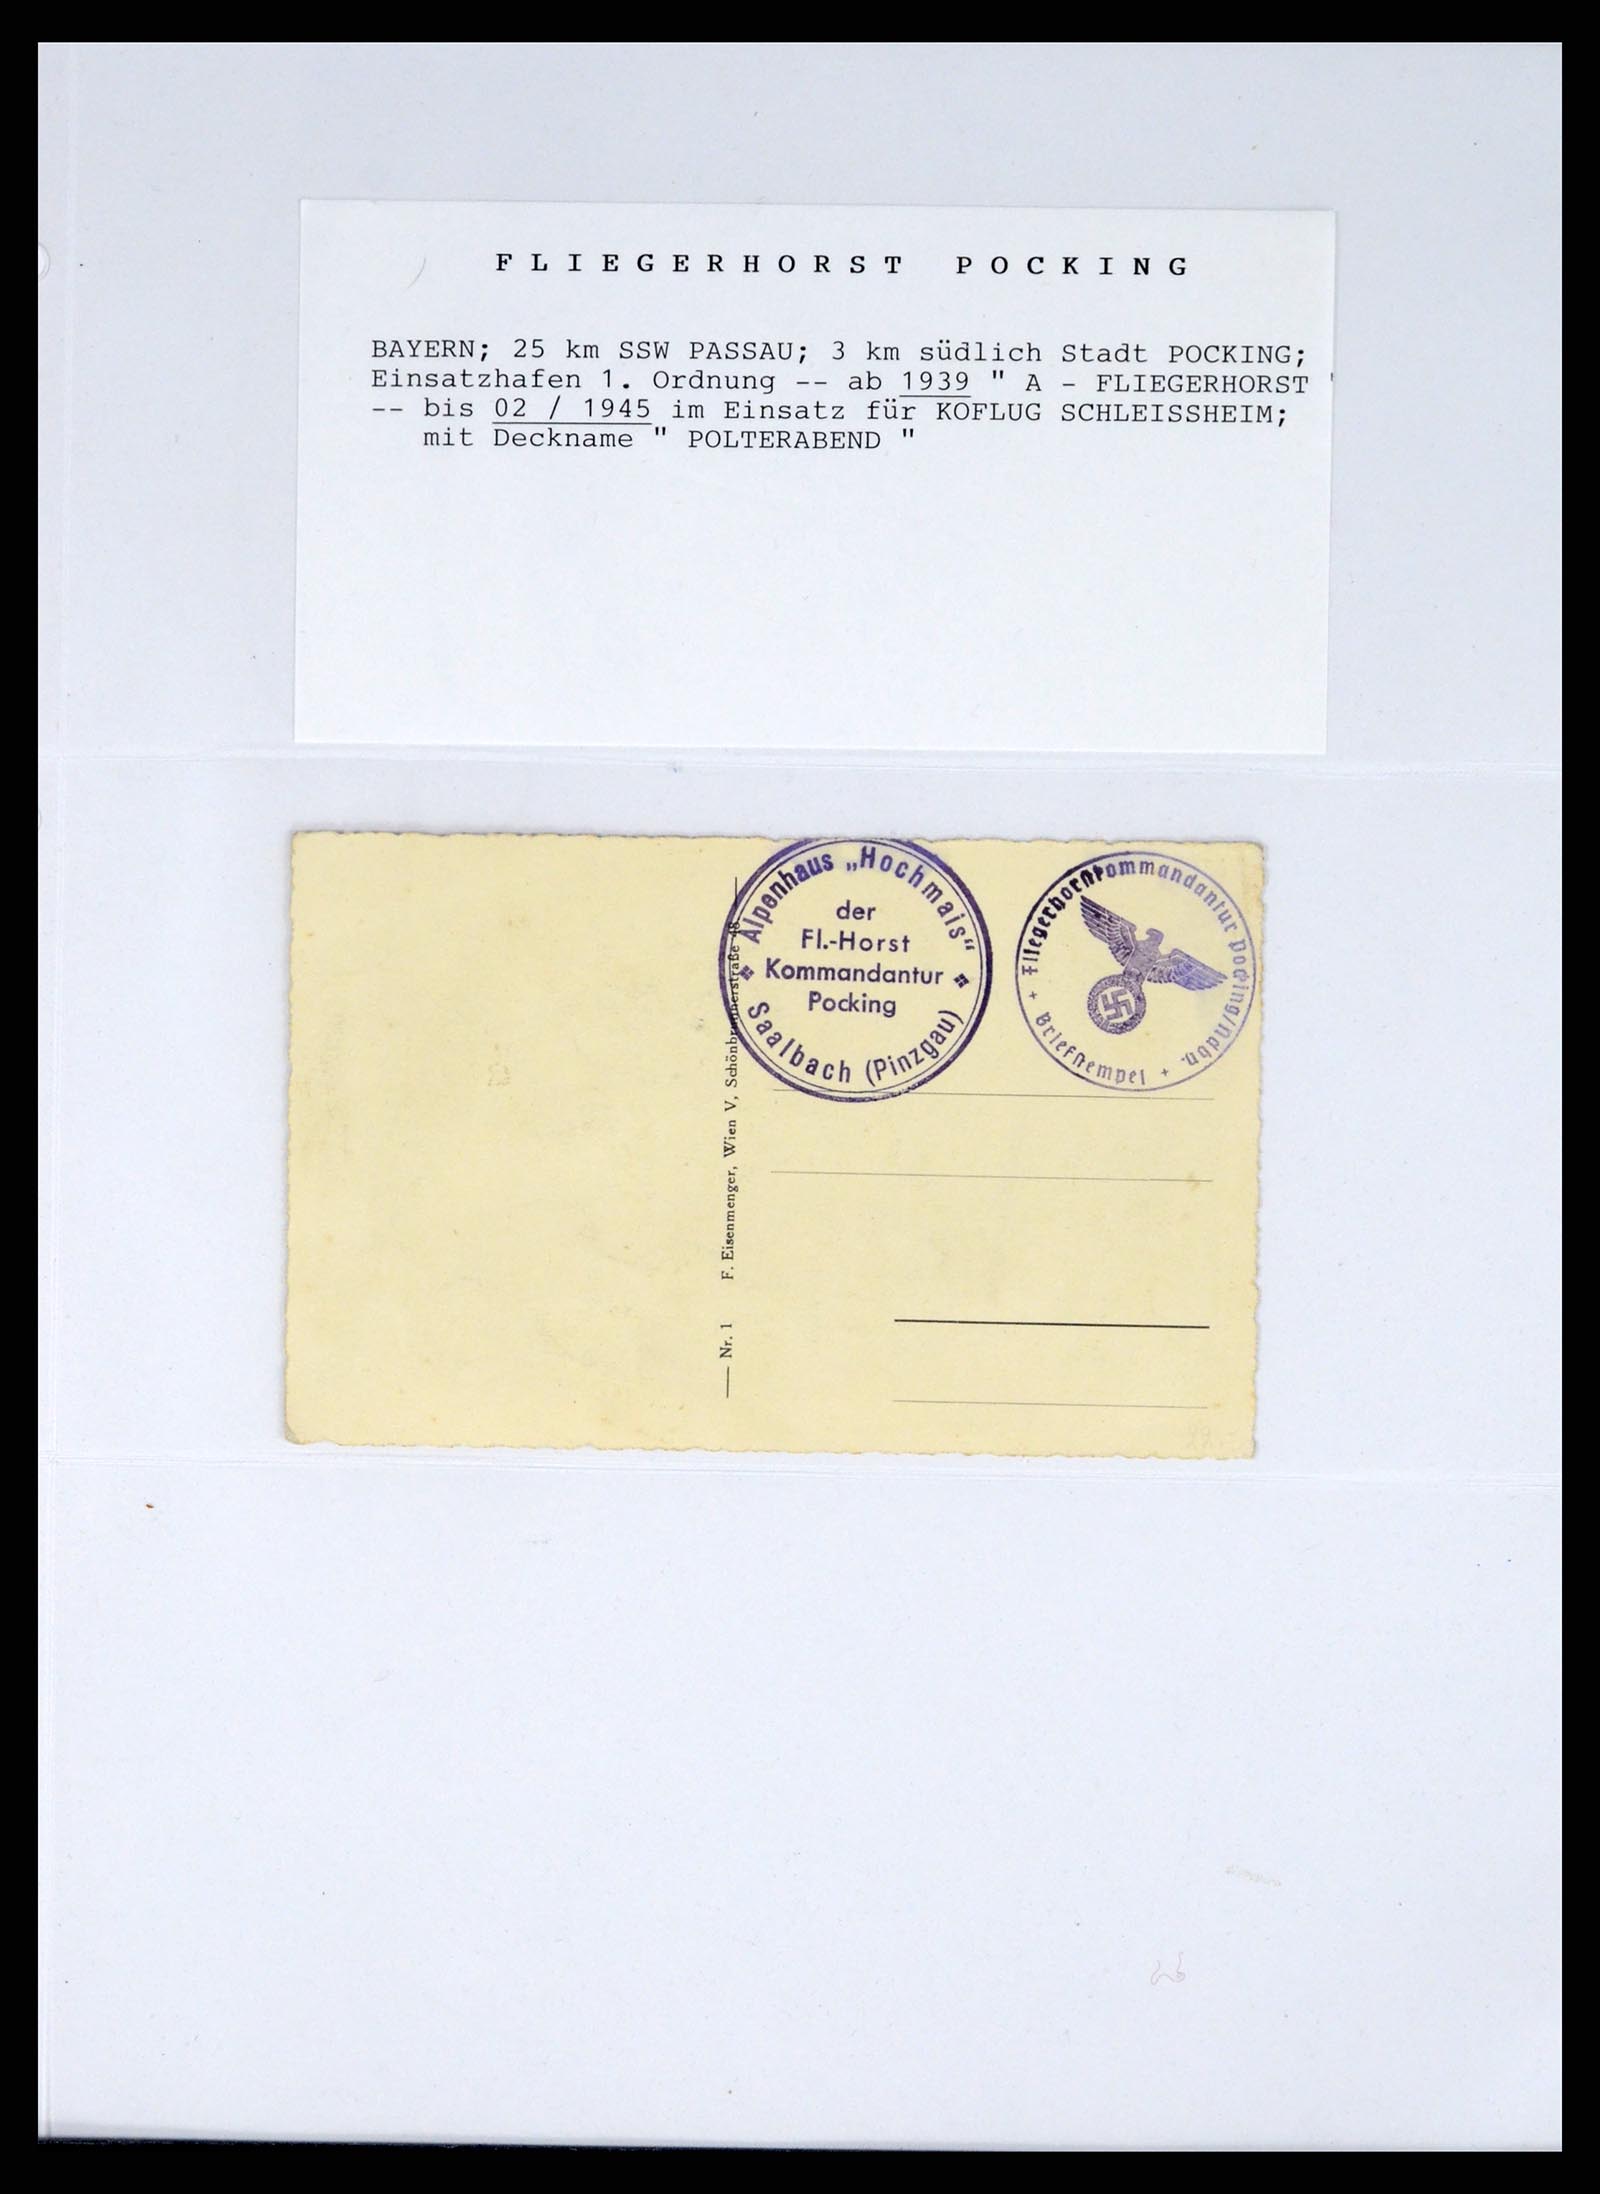 FLIEGERHORST POCKING
BAYERN; 25 km SSW PASSAU; 3 km südlich Stadt POCKING;
Einsatzhafen 1. Ordnung -- ab 1939 " A - FLIEGERHORST '
-- bis 02 / 1945 im Einsatz für KOFLUG SCHLEISSHEIM;
mit Deckname " POLTERABEND "
Alpenhaus „Hochmais“
der
Fl.-Horst
Kommandantur
Pocking
Saalbach (Pinzgau)
Fliegerhorstkommandantur Pocking/Ndby.
+ Briefstempel +
Nr. 1 F. Eisenmenger, Wien V, Schönbrunnerstraße 48